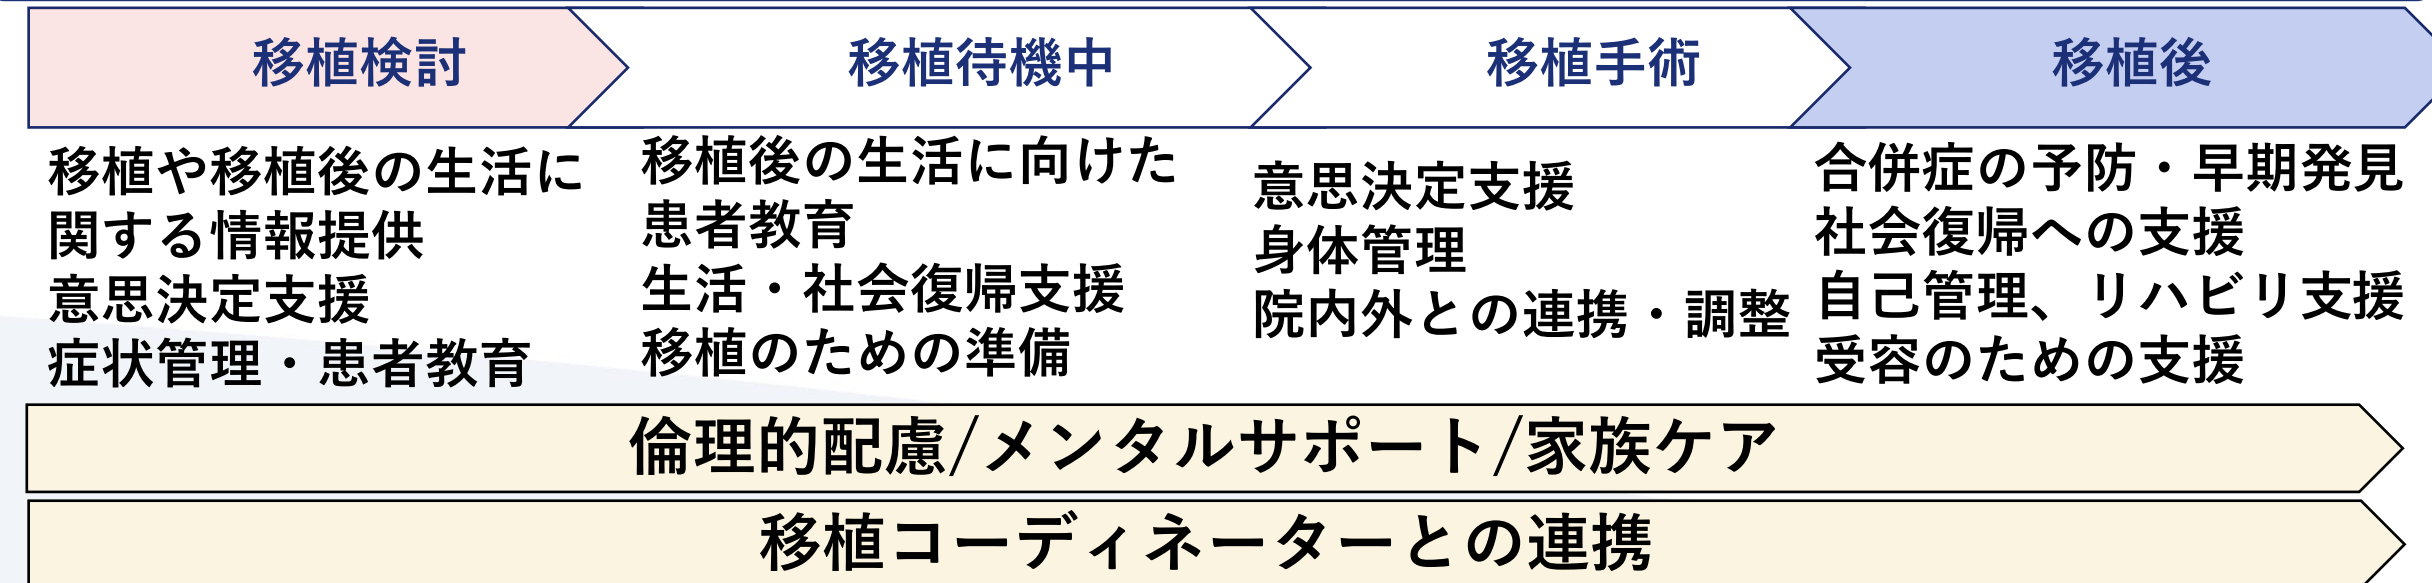 移植検討
移植待機中
移植手術
移植後
移植や移植後の生活に
関する情報提供
意思決定支援
症状管理・患者教育
移植後の生活に向けた
患者教育
生活・社会復帰支援
移植のための準備
意思決定支援
身体管理
院内外との連携・調整
合併症の予防・早期発見
社会復帰への支援
自己管理、リハビリ支援
受容のための支援
倫理的配慮/メンタルサポート/家族ケア
移植コーディネーターとの連携